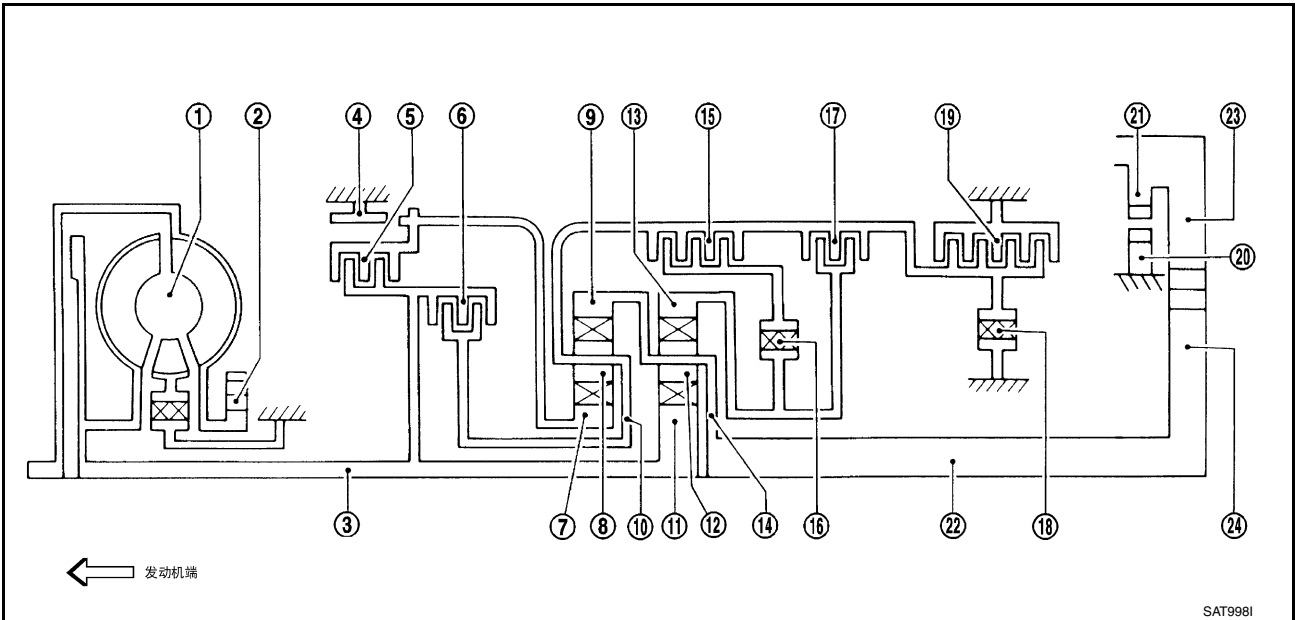 ① ② ④ ⑤ ⑥ ⑨ ⑬ ⑮ ⑰ ⑲ ㉑ ㉓
⑳
③ ⑦ ⑧ ⑩ ⑪ ⑫ ⑭ ⑯ ㉒ ⑱ ㉔
发动机端
SAT998I